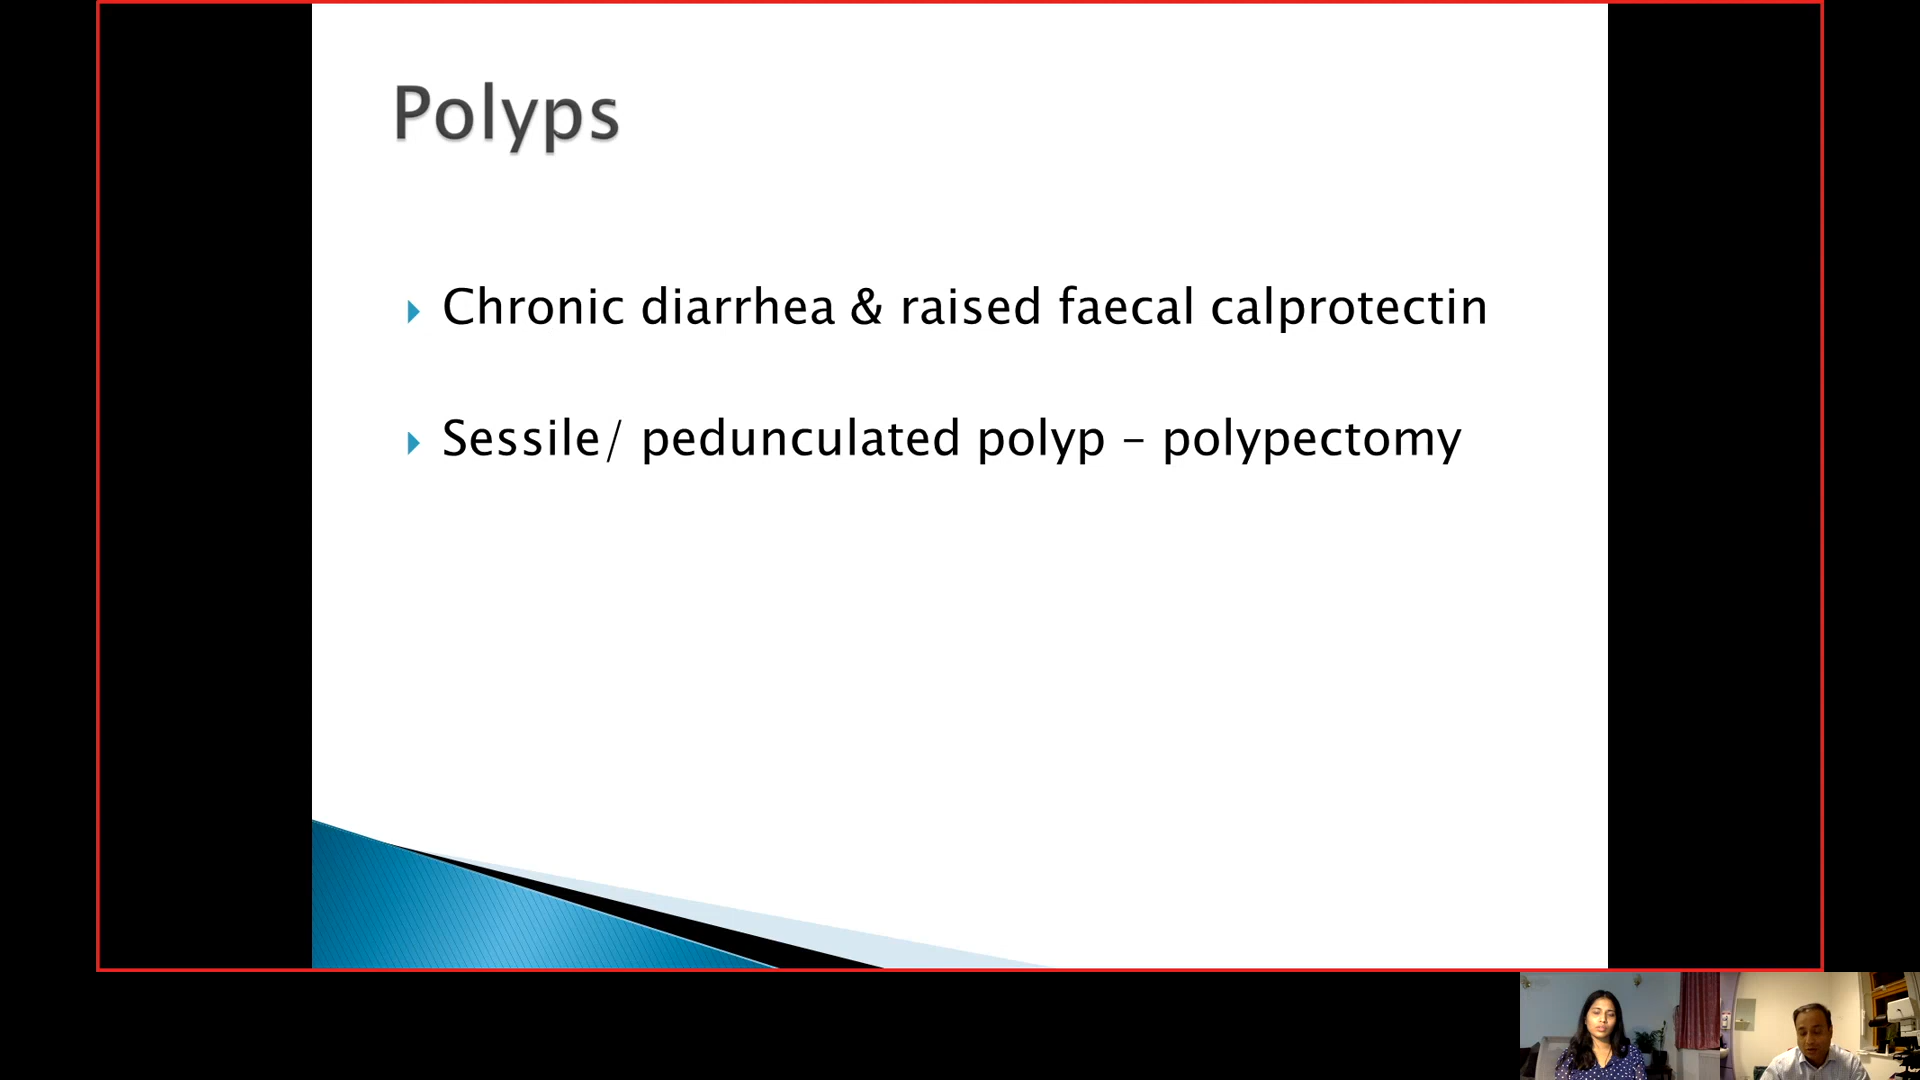 Polyps
Chronic diarrhea & raised faecal calprotectin
Sessile/ pedunculated polyp – polypectomy